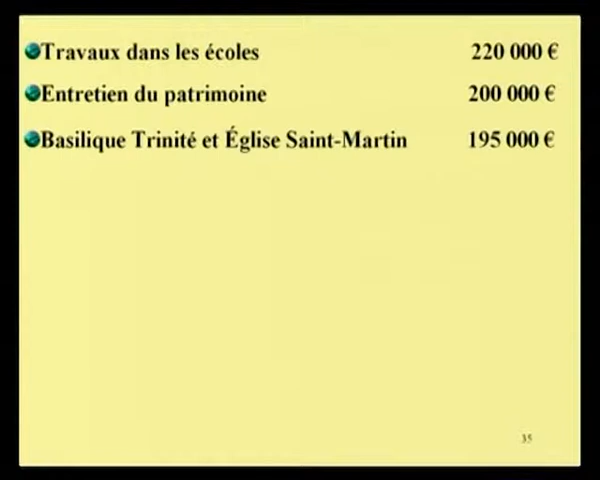 Travaux dans les écoles 220 000 €
Entretien du patrimoine 200 000 €
Basilique Trinité et Église Saint-Martin 195 000 €
35